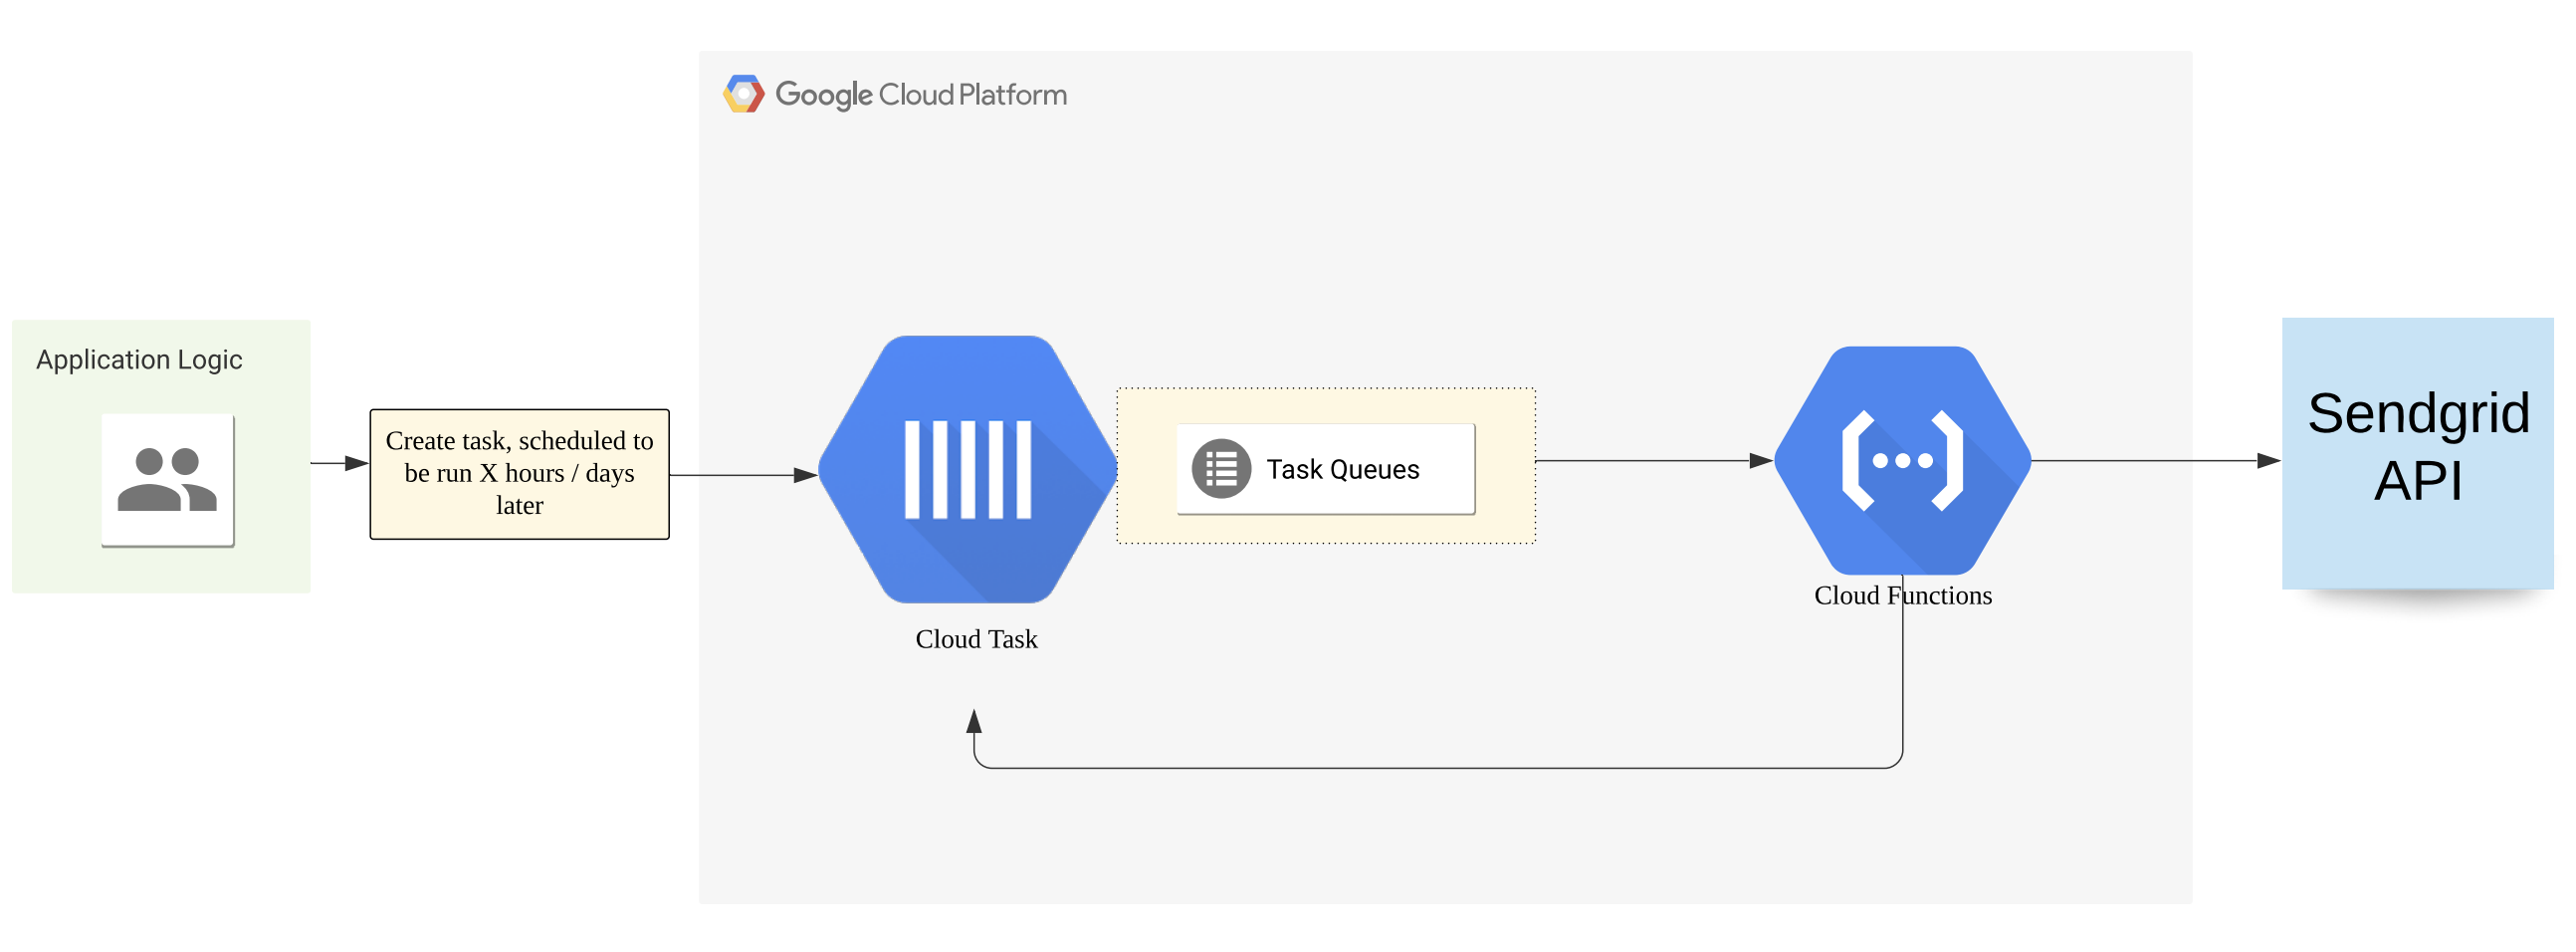 Google Cloud Platform
Application Logic
Create task, scheduled to
be run X hours / days
later
Task Queues
Cloud Task
Cloud Functions
Sendgrid
API